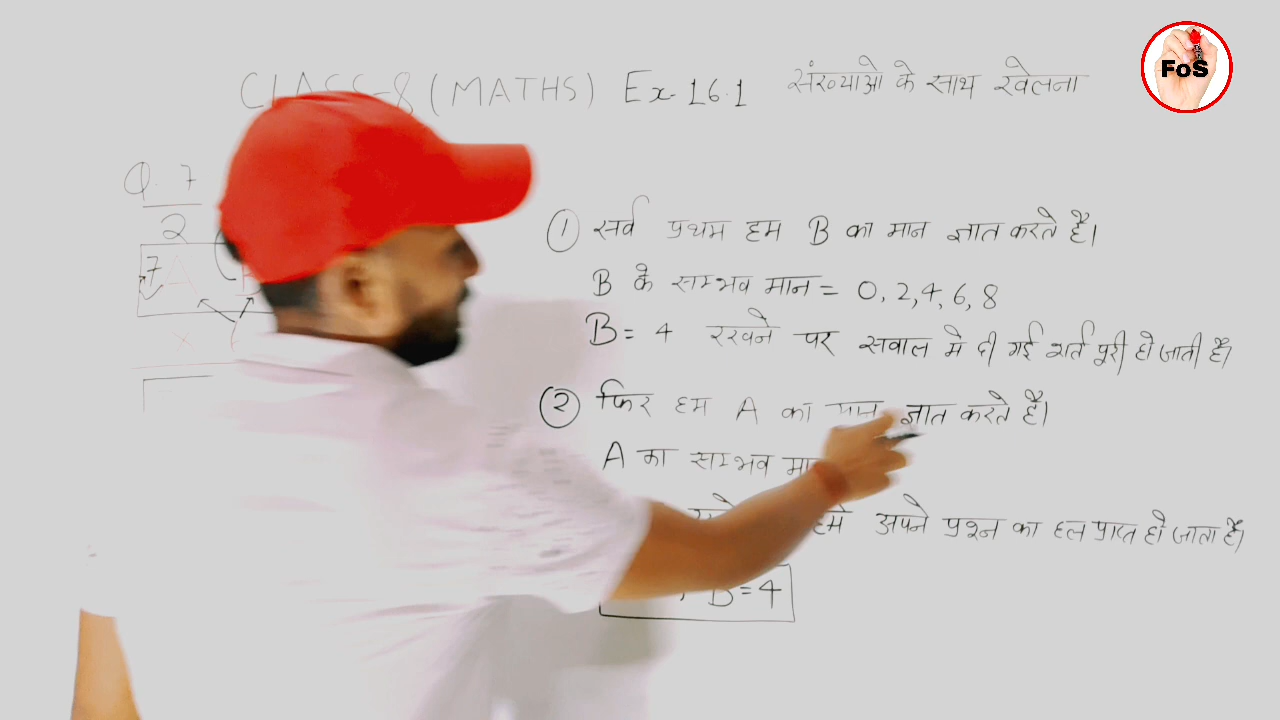 FoS
CLASS-8 (MATHS) Ex-16.1 संख्याओ के साथ खेलना
Q. 7
2
7 A
×
① सर्व प्रथम हम B का मान ज्ञात करते है।
B के सम्भव मान = 0, 2, 4, 6, 8
B = 4 रखने पर सवाल मे दी गई शर्त पूरी हो जाती है।
② फिर हम A का मान ज्ञात करते है।
A का सम्भव
हमे अपने प्रश्न का हल प्राप्त हो जाता है।
B=4